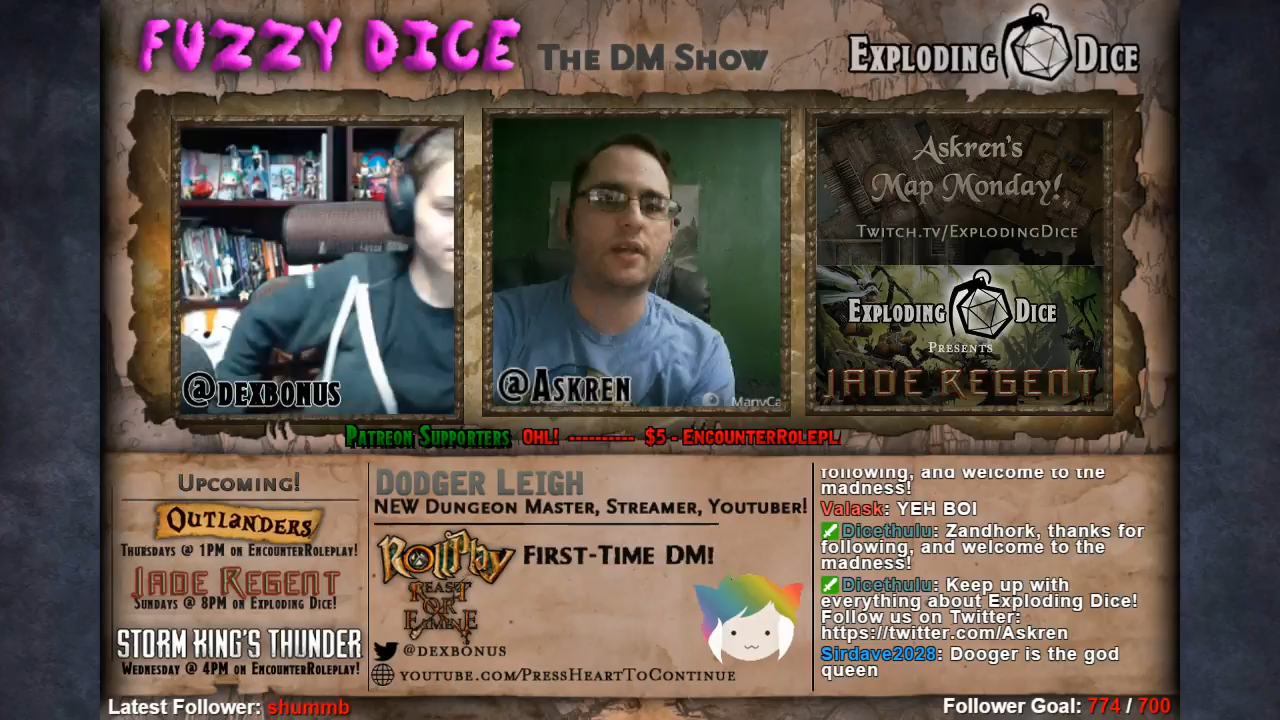 FUZZY DICE The DM Show
Exploding Dice
Askren's
Map Monday!
Twitch.tv/ExplodingDice
Exploding Dice
Presents
Jade Regent
@dexbonus
@Askren
ManyCa
Patreon Supporters OHL! ---------- $5 - EncounterRolePl
Upcoming!
Outlanders
Thursdays @ 1PM on EncounterRoleplay!
Jade Regent
Sundays @ 8PM on Exploding Dice!
Storm King's Thunder
Wednesday @ 4PM on EncounterRoleplay!
Dodger Leigh
NEW Dungeon Master, Streamer, Youtuber!
RollPlay First-Time DM!
Feast
or
Famine
@dexbonus
youtube.com/PressHeartToContinue
following, and welcome to the
madness!
Valask: YEH BOI
Dicethulu: Zandhork, thanks for
following, and welcome to the
madness!
Dicethulu: Keep up with
everything about Exploding Dice!
Follow us on Twitter:
https://twitter.com/Askren
Sirdave2028: Dooger is the god
queen
Latest Follower: shummb
Follower Goal: 774 / 700